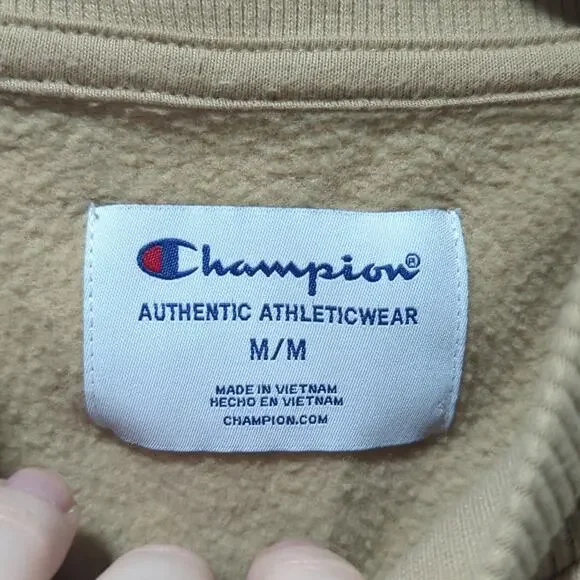 Champion®
AUTHENTIC ATHLETICWEAR
M/M
MADE IN VIETNAM
HECHO EN VIETNAM
CHAMPION.COM